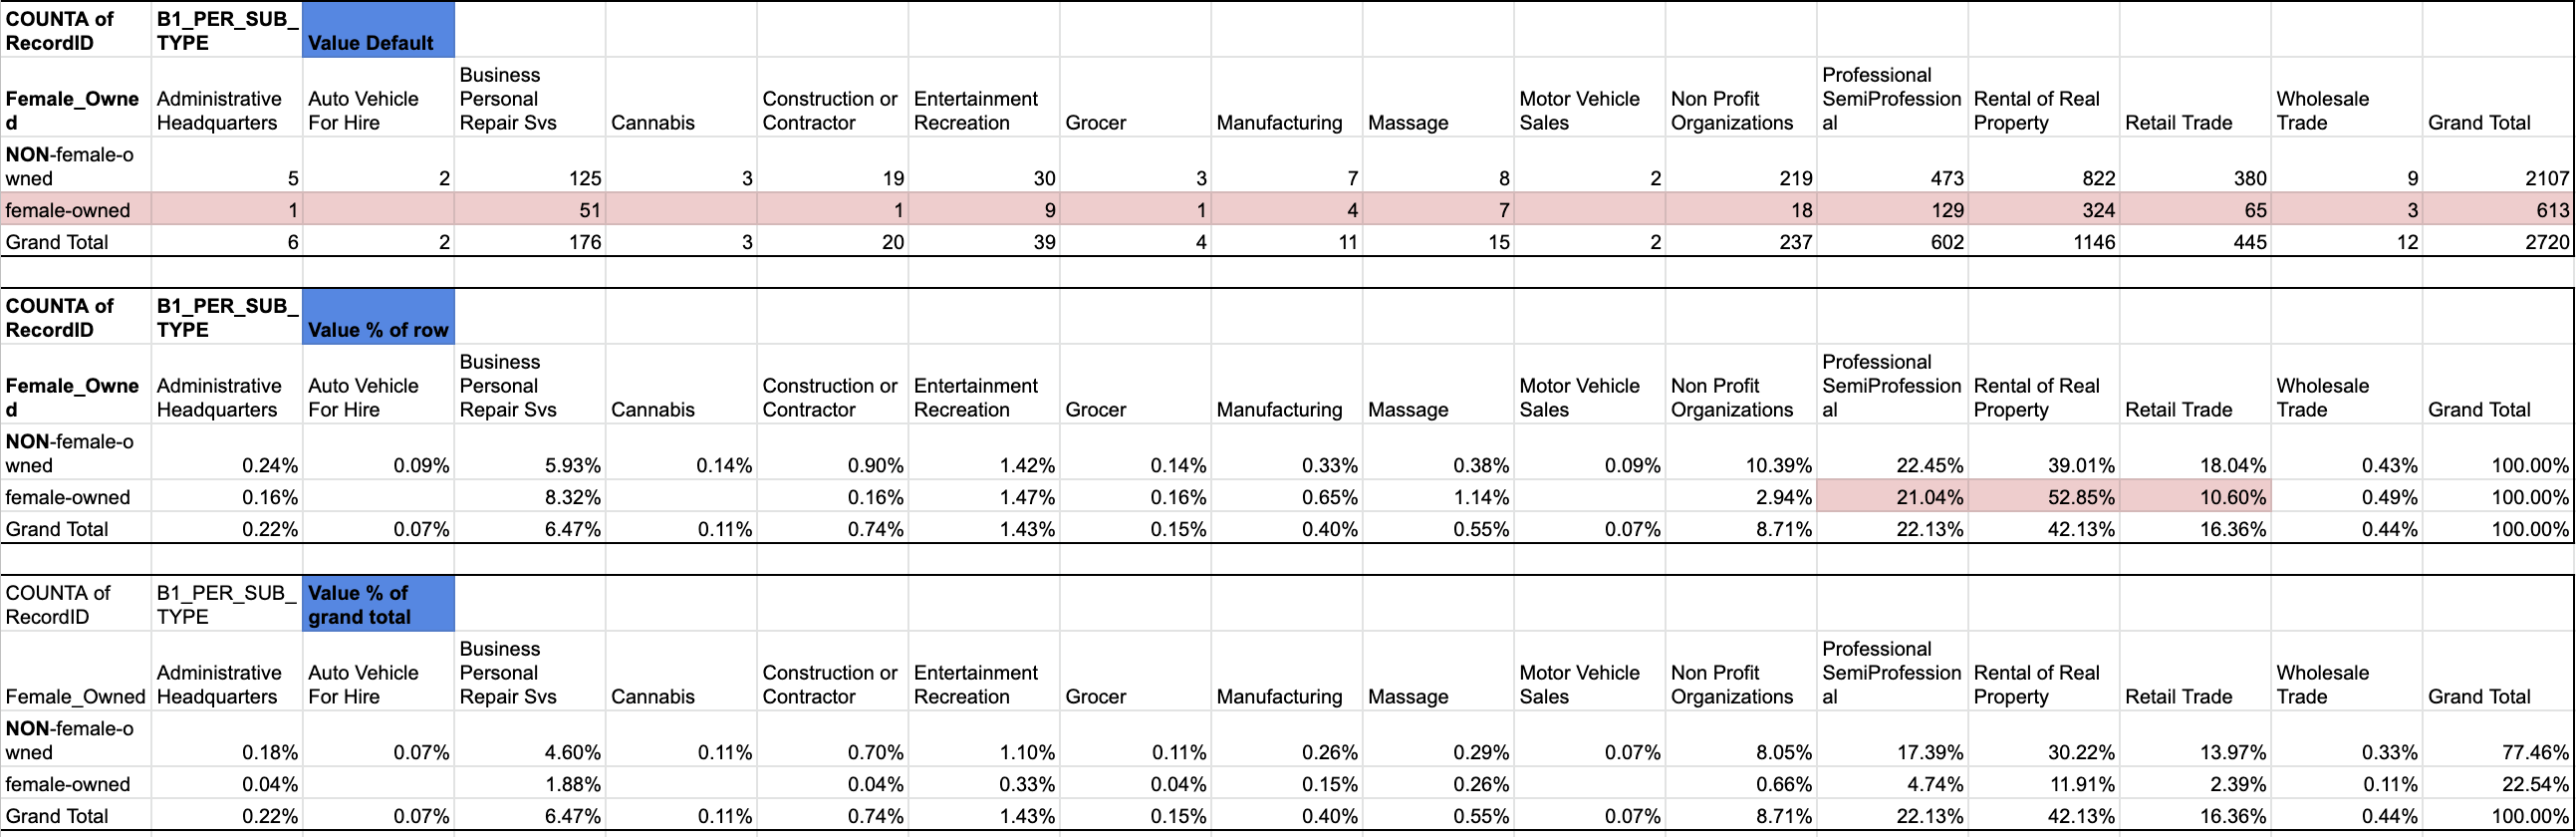 COUNTA of RecordID B1_PER_SUB_TYPE Value Default
Female_Owned Administrative Headquarters Auto Vehicle For Hire Business Personal Repair Svs Cannabis Construction or Contractor Entertainment Recreation Grocer Manufacturing Massage Motor Vehicle Sales Non Profit Organizations Professional SemiProfessional Rental of Real Property Retail Trade Wholesale Trade Grand Total
NON-female-owned 5 2 125 3 19 30 3 7 8 2 219 473 822 380 9 2107
female-owned 1 51 1 9 1 4 7 18 129 324 65 3 613
Grand Total 6 2 176 3 20 39 4 11 15 2 237 602 1146 445 12 2720
COUNTA of RecordID B1_PER_SUB_TYPE Value % of row
Female_Owned Administrative Headquarters Auto Vehicle For Hire Business Personal Repair Svs Cannabis Construction or Contractor Entertainment Recreation Grocer Manufacturing Massage Motor Vehicle Sales Non Profit Organizations Professional SemiProfessional Rental of Real Property Retail Trade Wholesale Trade Grand Total
NON-female-owned 0.24% 0.09% 5.93% 0.14% 0.90% 1.42% 0.14% 0.33% 0.38% 0.09% 10.39% 22.45% 39.01% 18.04% 0.43% 100.00%
female-owned 0.16% 8.32% 0.16% 1.47% 0.16% 0.65% 1.14% 2.94% 21.04% 52.85% 10.60% 0.49% 100.00%
Grand Total 0.22% 0.07% 6.47% 0.11% 0.74% 1.43% 0.15% 0.40% 0.55% 0.07% 8.71% 22.13% 42.13% 16.36% 0.44% 100.00%
COUNTA of RecordID B1_PER_SUB_TYPE Value % of grand total
Female_Owned Administrative Headquarters Auto Vehicle For Hire Business Personal Repair Svs Cannabis Construction or Contractor Entertainment Recreation Grocer Manufacturing Massage Motor Vehicle Sales Non Profit Organizations Professional SemiProfessional Rental of Real Property Retail Trade Wholesale Trade Grand Total
NON-female-owned 0.18% 0.07% 4.60% 0.11% 0.70% 1.10% 0.11% 0.26% 0.29% 0.07% 8.05% 17.39% 30.22% 13.97% 0.33% 77.46%
female-owned 0.04% 1.88% 0.04% 0.33% 0.04% 0.15% 0.26% 0.66% 4.74% 11.91% 2.39% 0.11% 22.54%
Grand Total 0.22% 0.07% 6.47% 0.11% 0.74% 1.43% 0.15% 0.40% 0.55% 0.07% 8.71% 22.13% 42.13% 16.36% 0.44% 100.00%